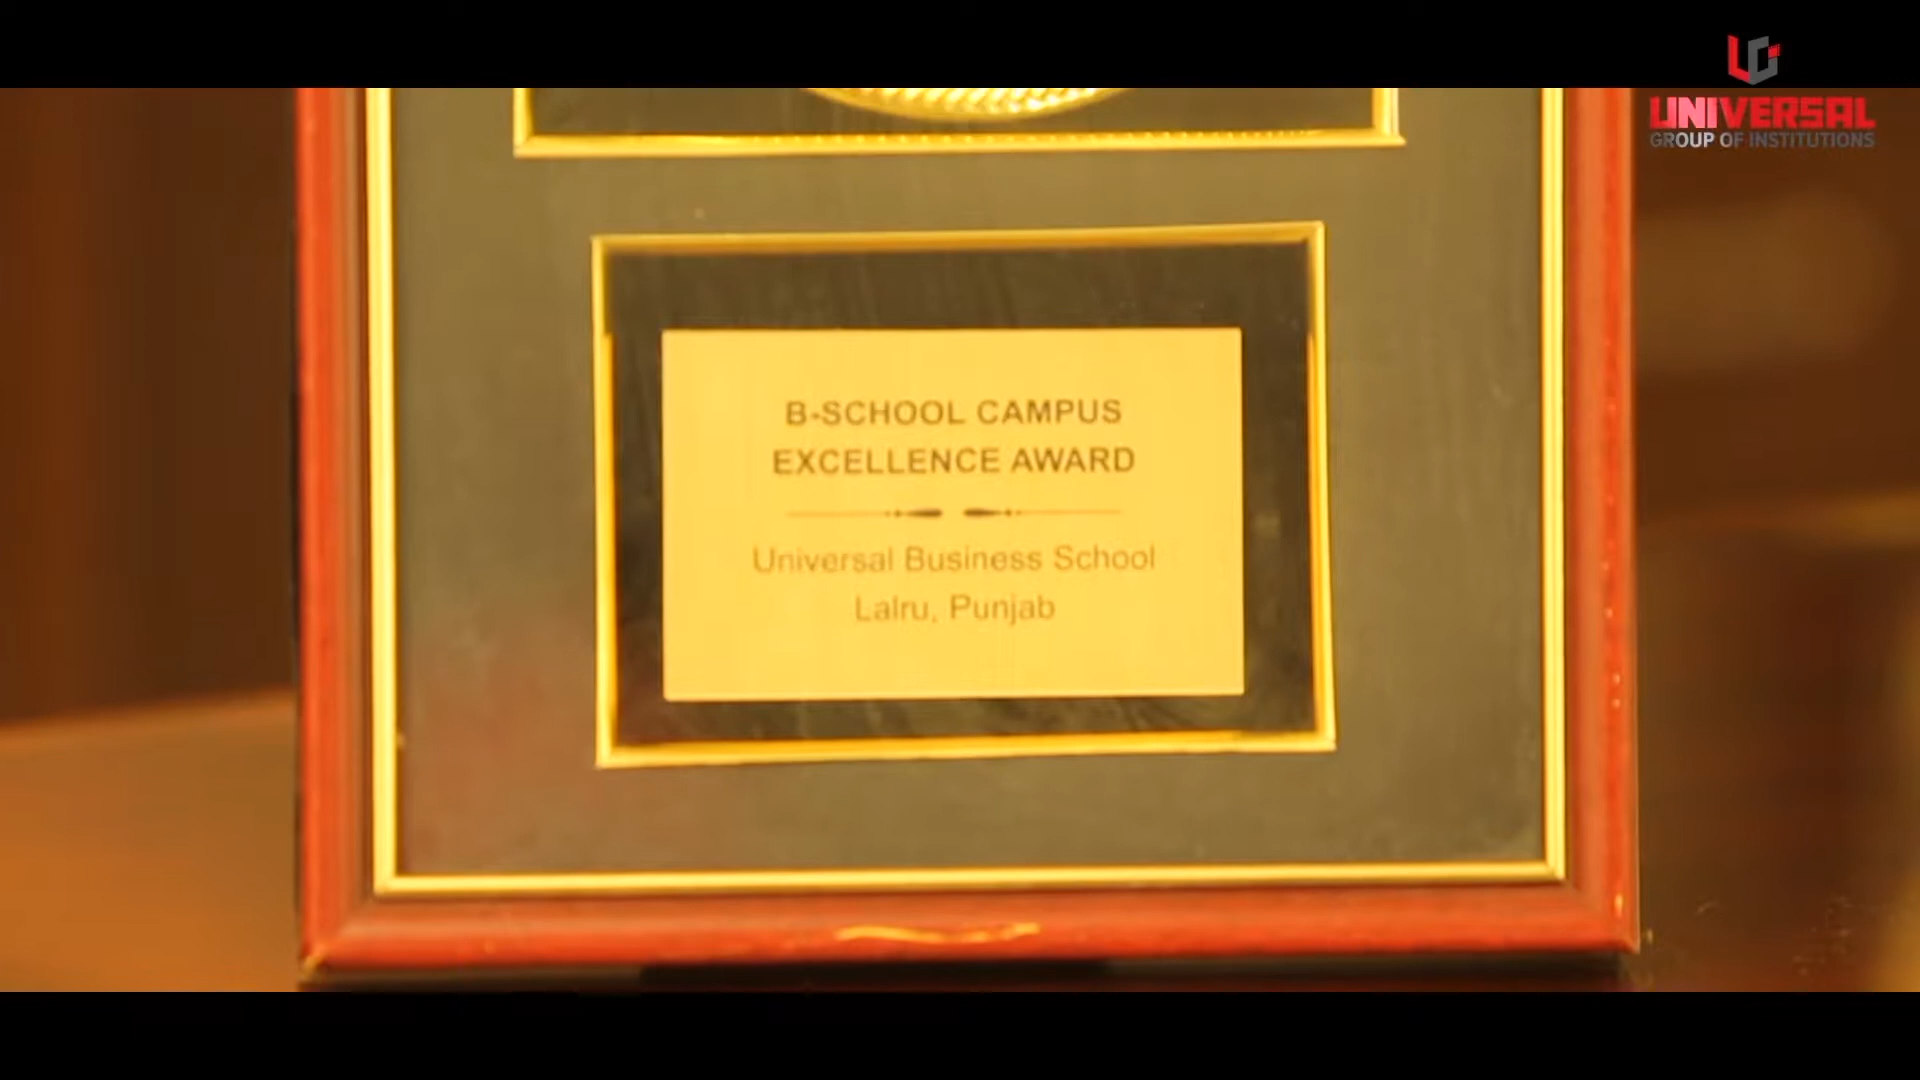 UNIVERSAL
GROUP OF INSTITUTIONS
B-SCHOOL CAMPUS
EXCELLENCE AWARD
Universal Business School
Lalru, Punjab